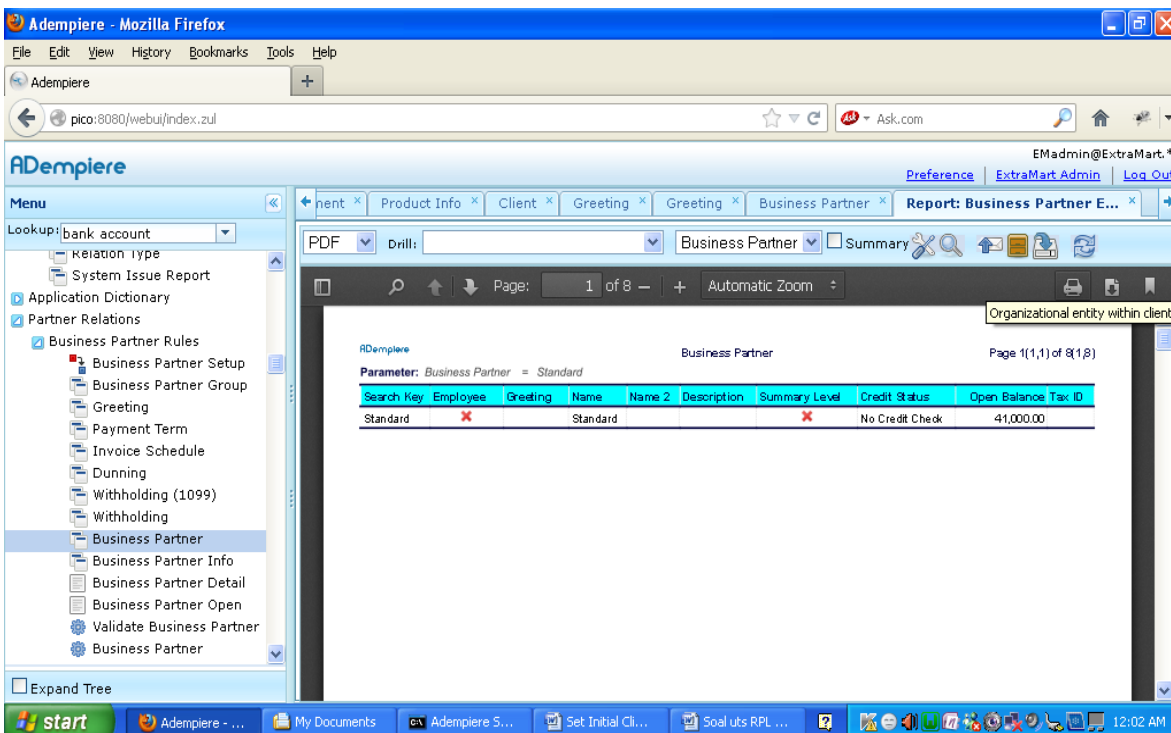 Adempiere - Mozilla Firefox
File Edit View History Bookmarks Tools Help
Adempiere
pico:8080/webui/index.zul
Ask.com
ADempiere
EMadmin@ExtraMart.*
Preference ExtraMart Admin Log Out
Menu
nent Product Info Client Greeting Greeting Business Partner Report: Business Partner E...
Lookup: bank account
PDF Drill: Business Partner Summary
Relation Type
System Issue Report
Application Dictionary
Partner Relations
Business Partner Rules
Business Partner Setup
Business Partner Group
Greeting
Payment Term
Invoice Schedule
Dunning
Withholding (1099)
Withholding
Business Partner
Business Partner Info
Business Partner Detail
Business Partner Open
Validate Business Partner
Business Partner
Expand Tree
Page: 1 of 8 Automatic Zoom
Organizational entity within client
ADempiere Business Partner Page 1(1,1) of 8(1,8)
Parameter: Business Partner = Standard
Search Key Employee Greeting Name Name 2 Description Summary Level Credit Status Open Balance Tax ID
Standard Standard No Credit Check 41,000.00
start Adempiere - ... My Documents Adempiere S... Set Initial Cli... Soal uts RPL ... 12:02 AM